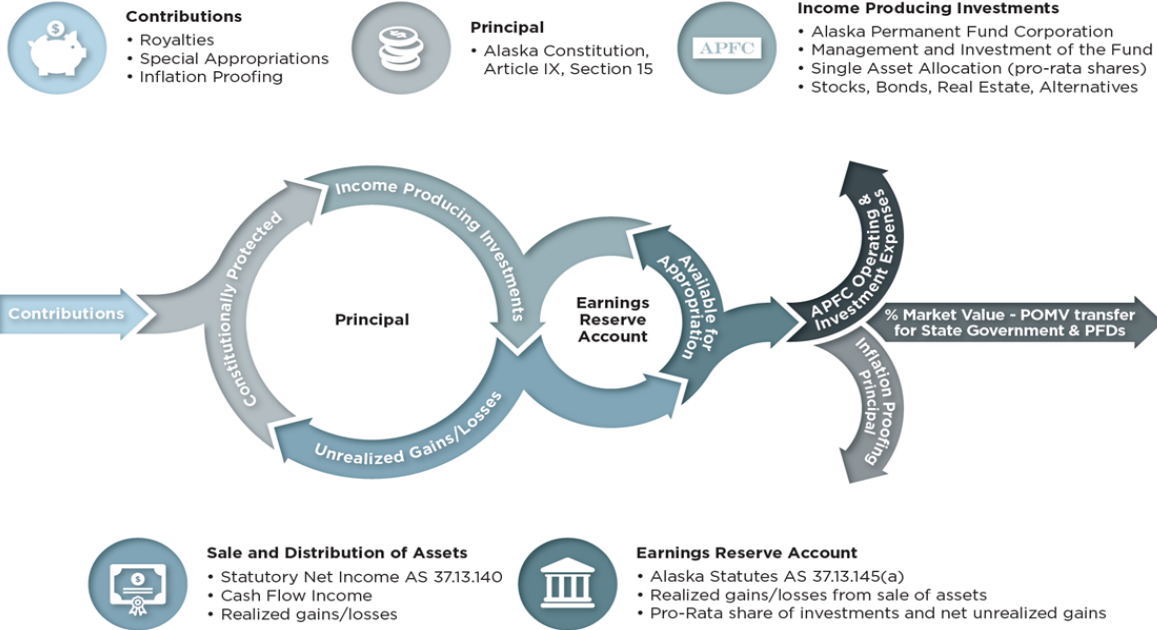 Contributions
• Royalties
• Special Appropriations
• Inflation Proofing
$
Principal
• Alaska Constitution,
Article IX, Section 15
APFC
Income Producing Investments
• Alaska Permanent Fund Corporation
• Management and Investment of the Fund
• Single Asset Allocation (pro-rata shares)
• Stocks, Bonds, Real Estate, Alternatives
Contributions
Constitutionally Protected
Income Producing Investments
Principal
Unrealized Gains/Losses
Earnings
Reserve
Account
Available for
Appropriation
APFC Operating &
Investment Expenses
% Market Value - POMV transfer
for State Government & PFDs
Inflation Proofing
Principal
$
Sale and Distribution of Assets
• Statutory Net Income AS 37.13.140
• Cash Flow Income
• Realized gains/losses
Earnings Reserve Account
• Alaska Statutes AS 37.13.145(a)
• Realized gains/losses from sale of assets
• Pro-Rata share of investments and net unrealized gains